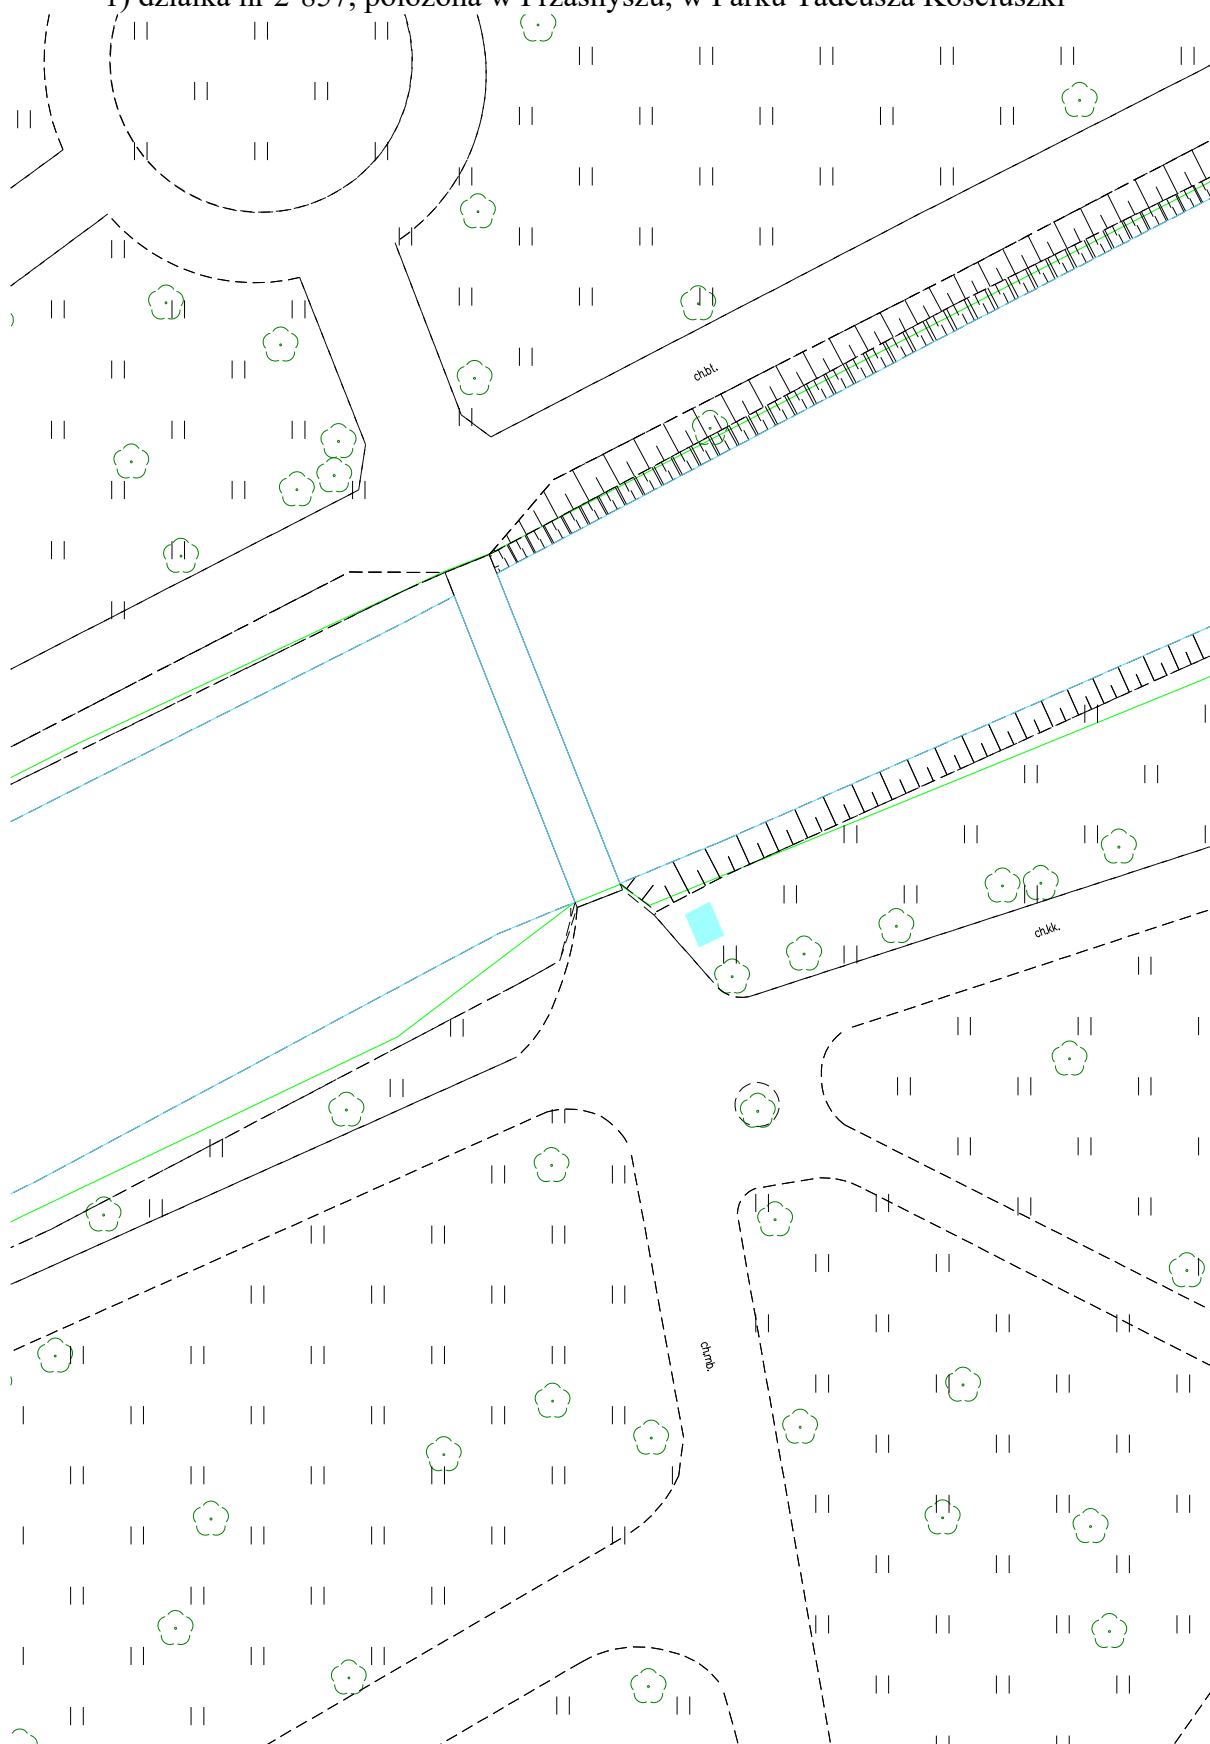 1) działka nr 2-857, położona w Przasnyszu, w Parku Tadeusza Kościuszki
ch.bt.
ch.kk.
ch.mb.